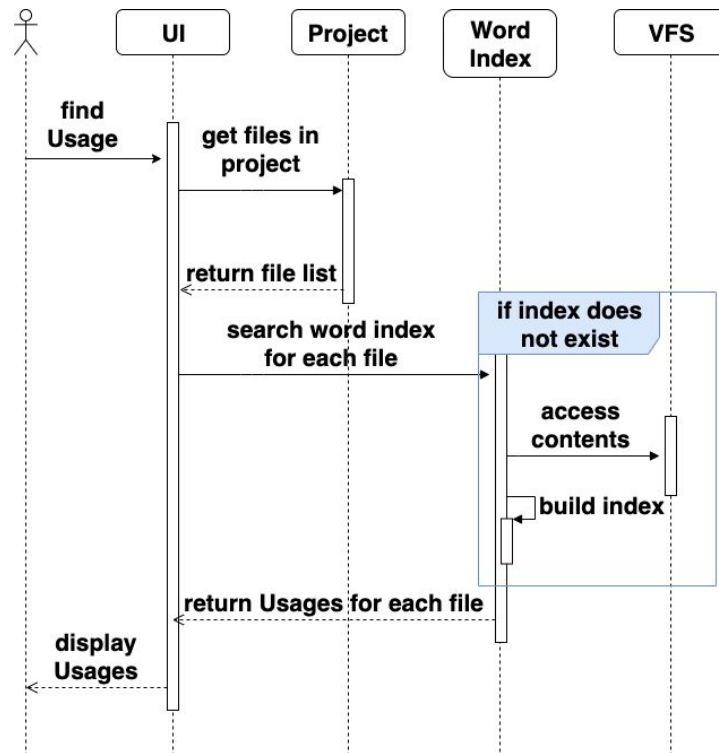 UI
Project
Word
Index
VFS
find
Usage
get files in
project
return file list
if index does
not exist
search word index
for each file
access
contents
build index
return Usages for each file
display
Usages